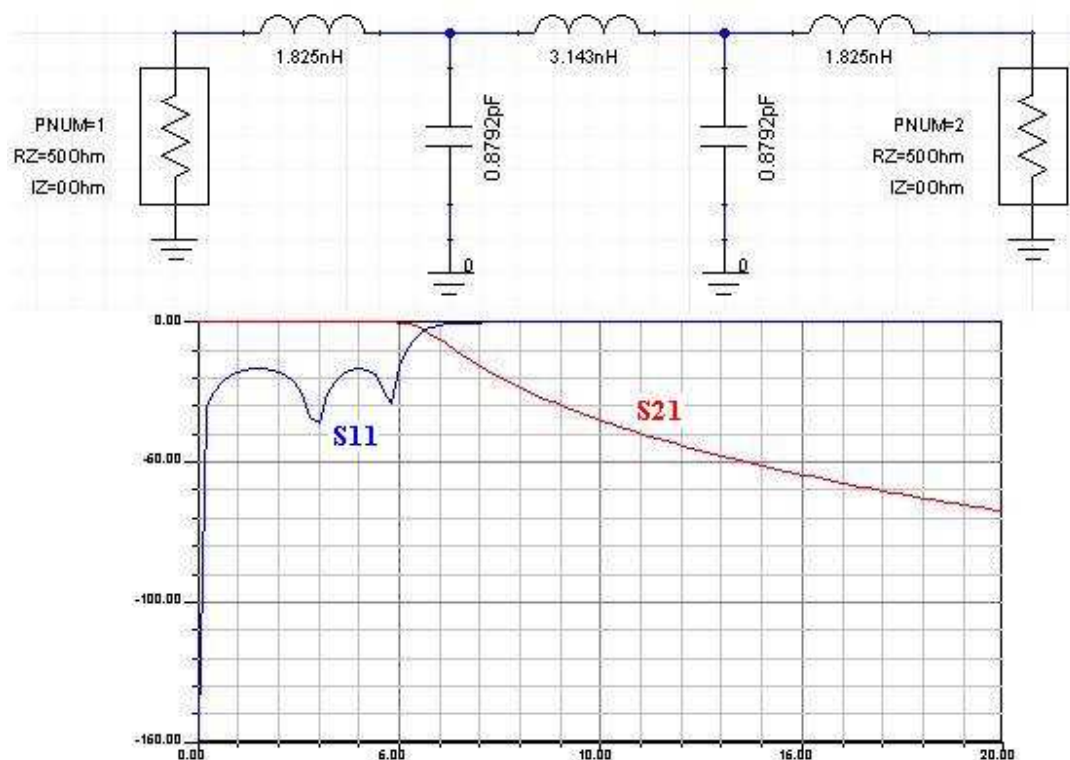 1.825nH
3.143nH
1.825nH
PNUM=1
RZ=50Ohm
IZ=0Ohm
0.8792pF
0.8792pF
PNUM=2
RZ=50Ohm
IZ=0Ohm
0
0
0.00
-60.00
-100.00
-160.00
S11
S21
0.00
6.00
10.00
16.00
20.00